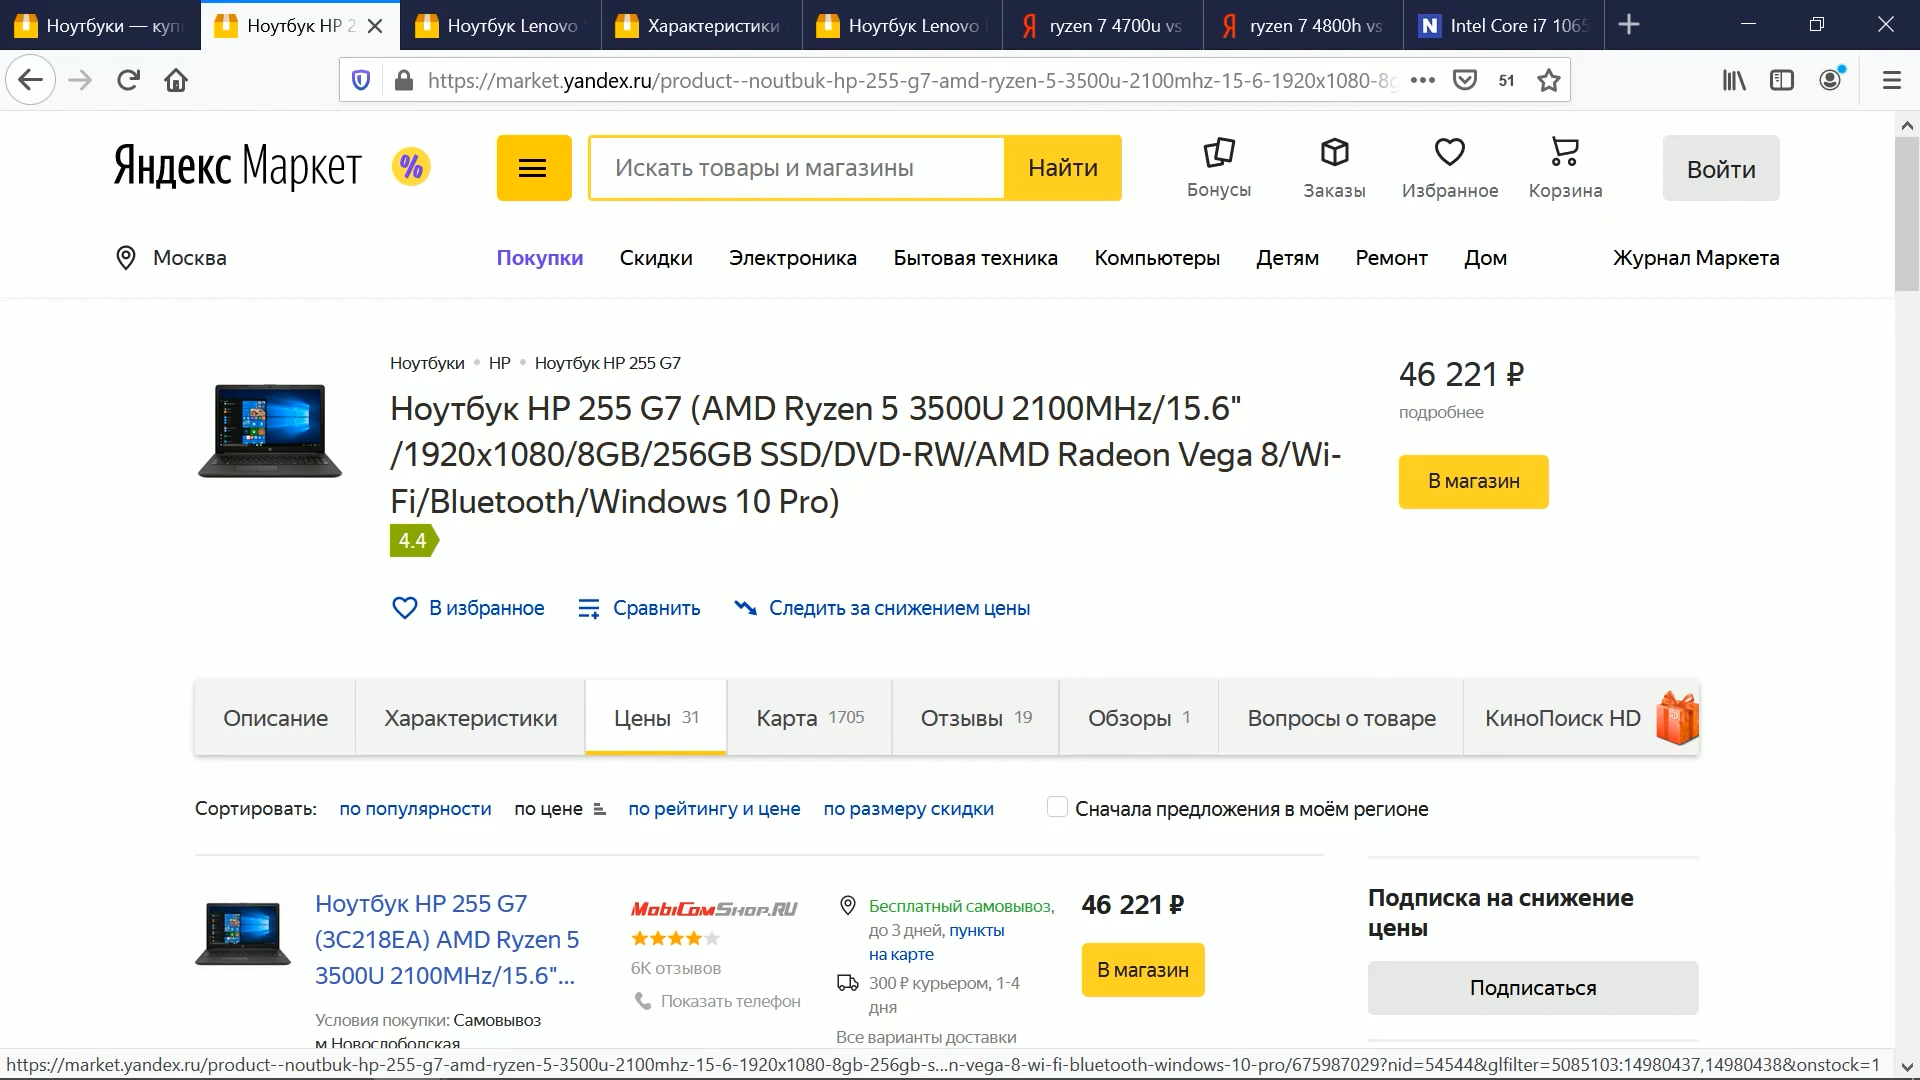 Ноутбуки — куп
Ноутбук HP 2
Ноутбук Lenovo
Характеристики
Ноутбук Lenovo
ryzen 7 4700u vs
ryzen 7 4800h vs
Intel Core i7 1065
https://market.yandex.ru/product--noutbuk-hp-255-g7-amd-ryzen-5-3500u-2100mhz-15-6-1920x1080-8g
51
Яндекс Маркет
%
Искать товары и магазины
Найти
Бонусы
Заказы
Избранное
Корзина
Войти
Москва
Покупки
Скидки
Электроника
Бытовая техника
Компьютеры
Детям
Ремонт
Дом
Журнал Маркета
Ноутбуки • HP • Ноутбук HP 255 G7
Ноутбук HP 255 G7 (AMD Ryzen 5 3500U 2100MHz/15.6"
/1920x1080/8GB/256GB SSD/DVD-RW/AMD Radeon Vega 8/Wi-
Fi/Bluetooth/Windows 10 Pro)
4.4
46 221 ₽
подробнее
В магазин
В избранное
Сравнить
Следить за снижением цены
Описание
Характеристики
Цены 31
Карта 1705
Отзывы 19
Обзоры 1
Вопросы о товаре
КиноПоиск HD
Сортировать:
по популярности
по цене
по рейтингу и цене
по размеру скидки
Сначала предложения в моём регионе
Ноутбук HP 255 G7
(3C218EA) AMD Ryzen 5
3500U 2100MHz/15.6"...
Условия покупки: Самовывоз
м.Новослободская
MobiComShop.RU
6K отзывов
Показать телефон
Бесплатный самовывоз,
до 3 дней, пункты
на карте
300 ₽ курьером, 1-4
дня
Все варианты доставки
46 221 ₽
В магазин
Подписка на снижение
цены
Подписаться
https://market.yandex.ru/product--noutbuk-hp-255-g7-amd-ryzen-5-3500u-2100mhz-15-6-1920x1080-8gb-256gb-s...n-vega-8-wi-fi-bluetooth-windows-10-pro/675987029?nid=54544&glfilter=5085103:14980437,14980438&onstock=1